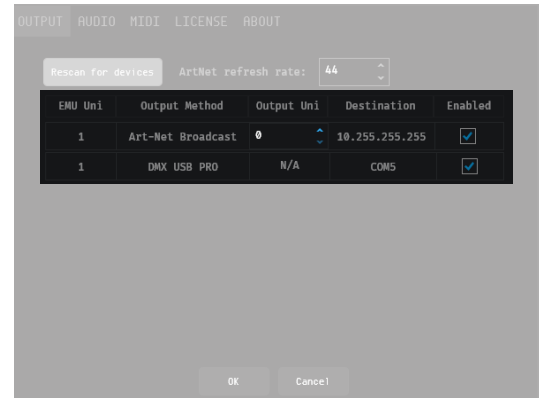 OUTPUT AUDIO MIDI LICENSE ABOUT
Rescan for devices ArtNet refresh rate: 44
EMU Uni Output Method Output Uni Destination Enabled
1 Art-Net Broadcast 0 10.255.255.255
1 DMX USB PRO N/A COM5
OK Cancel